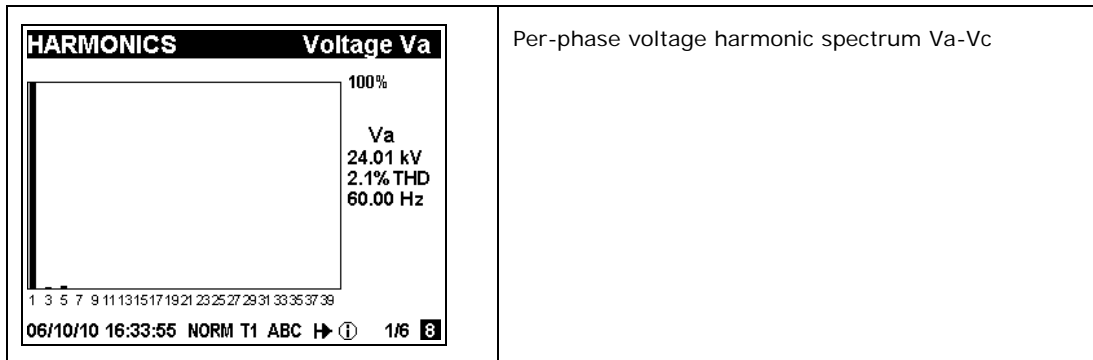 HARMONICS Voltage Va
100%
Va
24.01 kV
2.1% THD
60.00 Hz
1 3 5 7 9 11 13 15 17 19 21 23 25 27 29 31 33 35 37 39
06/10/10 16:33:55 NORM T1 ABC 1/6 8
Per-phase voltage harmonic spectrum Va-Vc